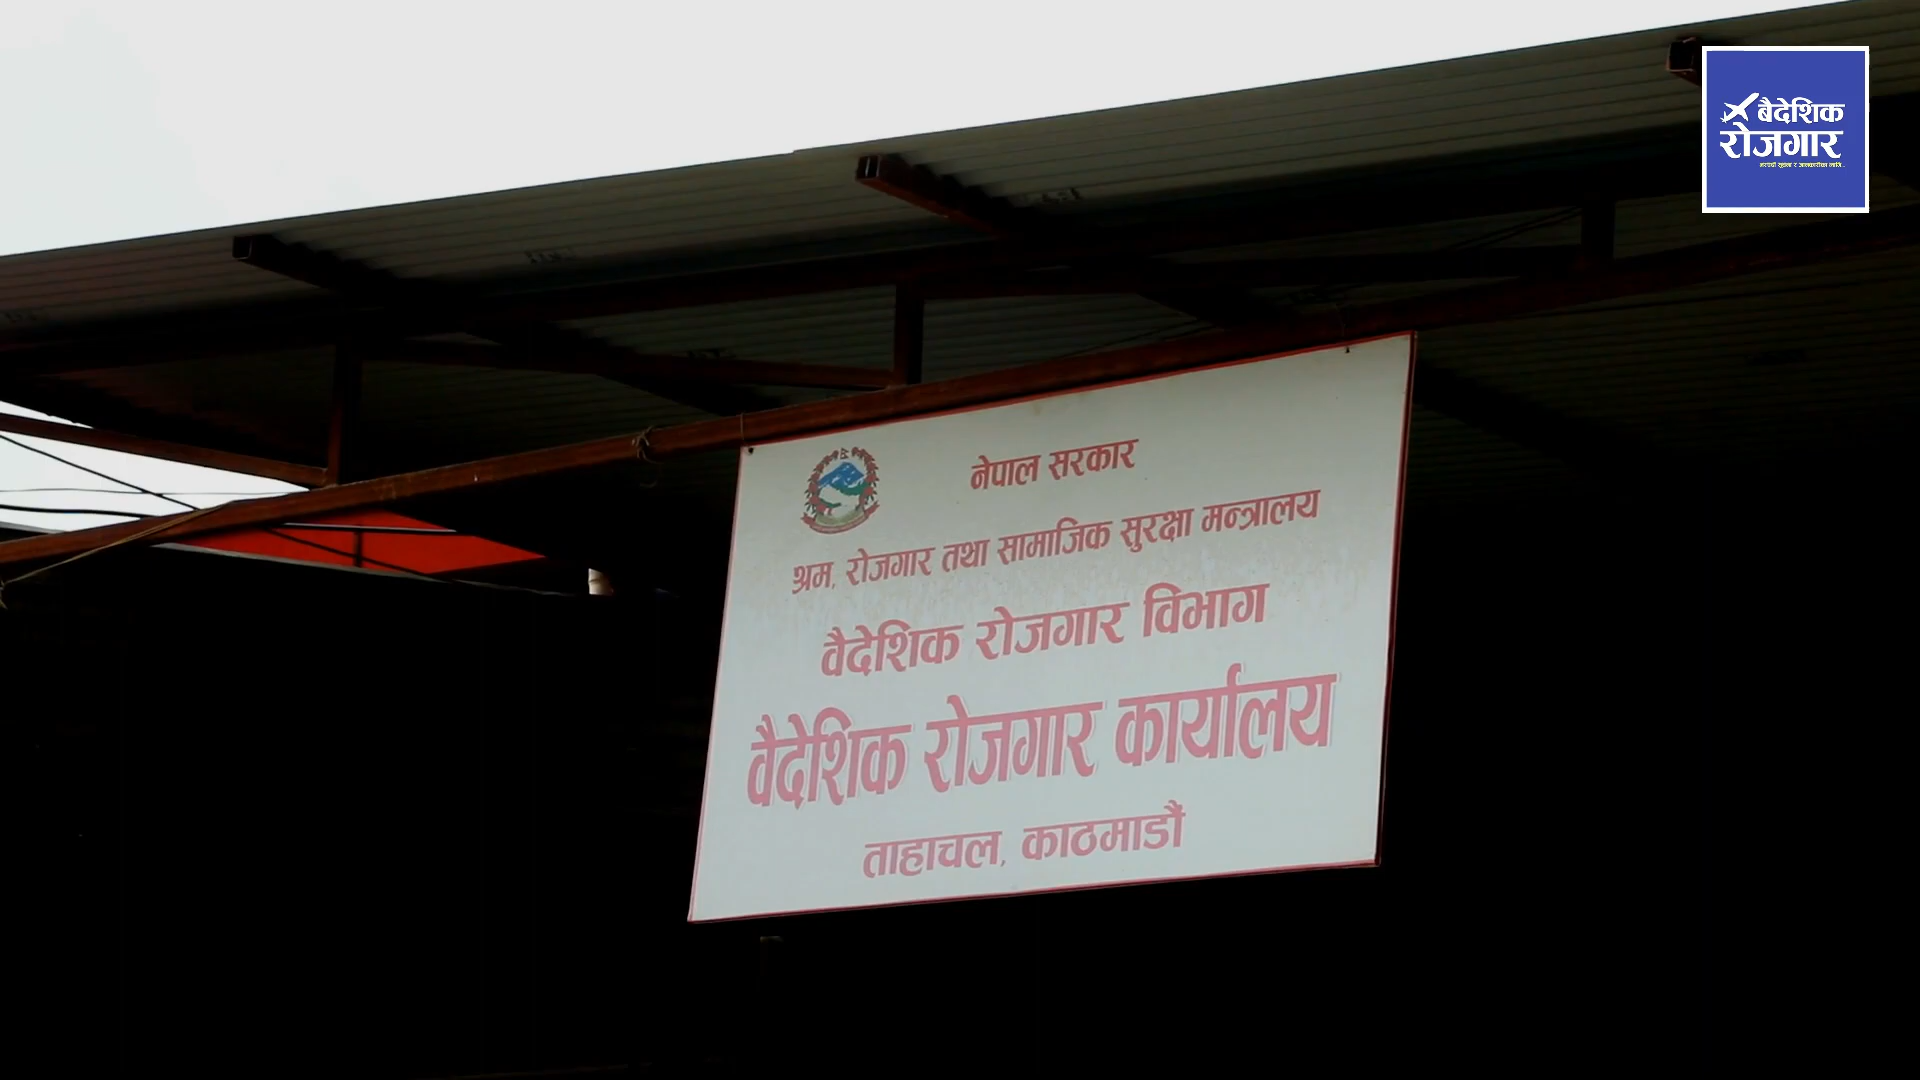 बैदेशिक
रोजगार
नेपाल सरकार
श्रम, रोजगार तथा सामाजिक सुरक्षा मन्त्रालय
वैदेशिक रोजगार विभाग
वैदेशिक रोजगार कार्यालय
ताहाचल, काठमाडौं